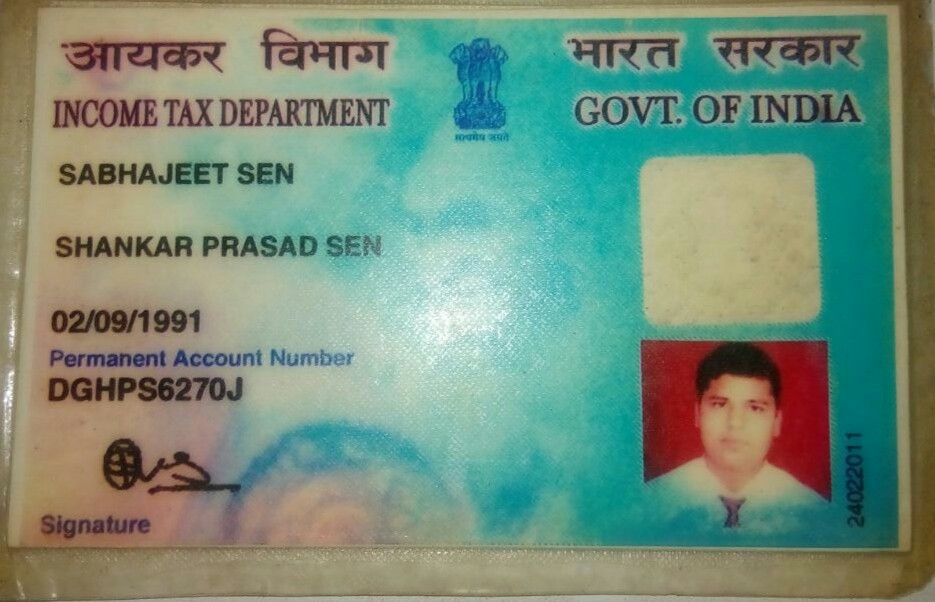 आयकर विभाग
INCOME TAX DEPARTMENT
सत्यमेव जयते
भारत सरकार
GOVT. OF INDIA
SABHAJEET SEN
SHANKAR PRASAD SEN
02/09/1991
Permanent Account Number
DGHPS6270J
Signature
24022011